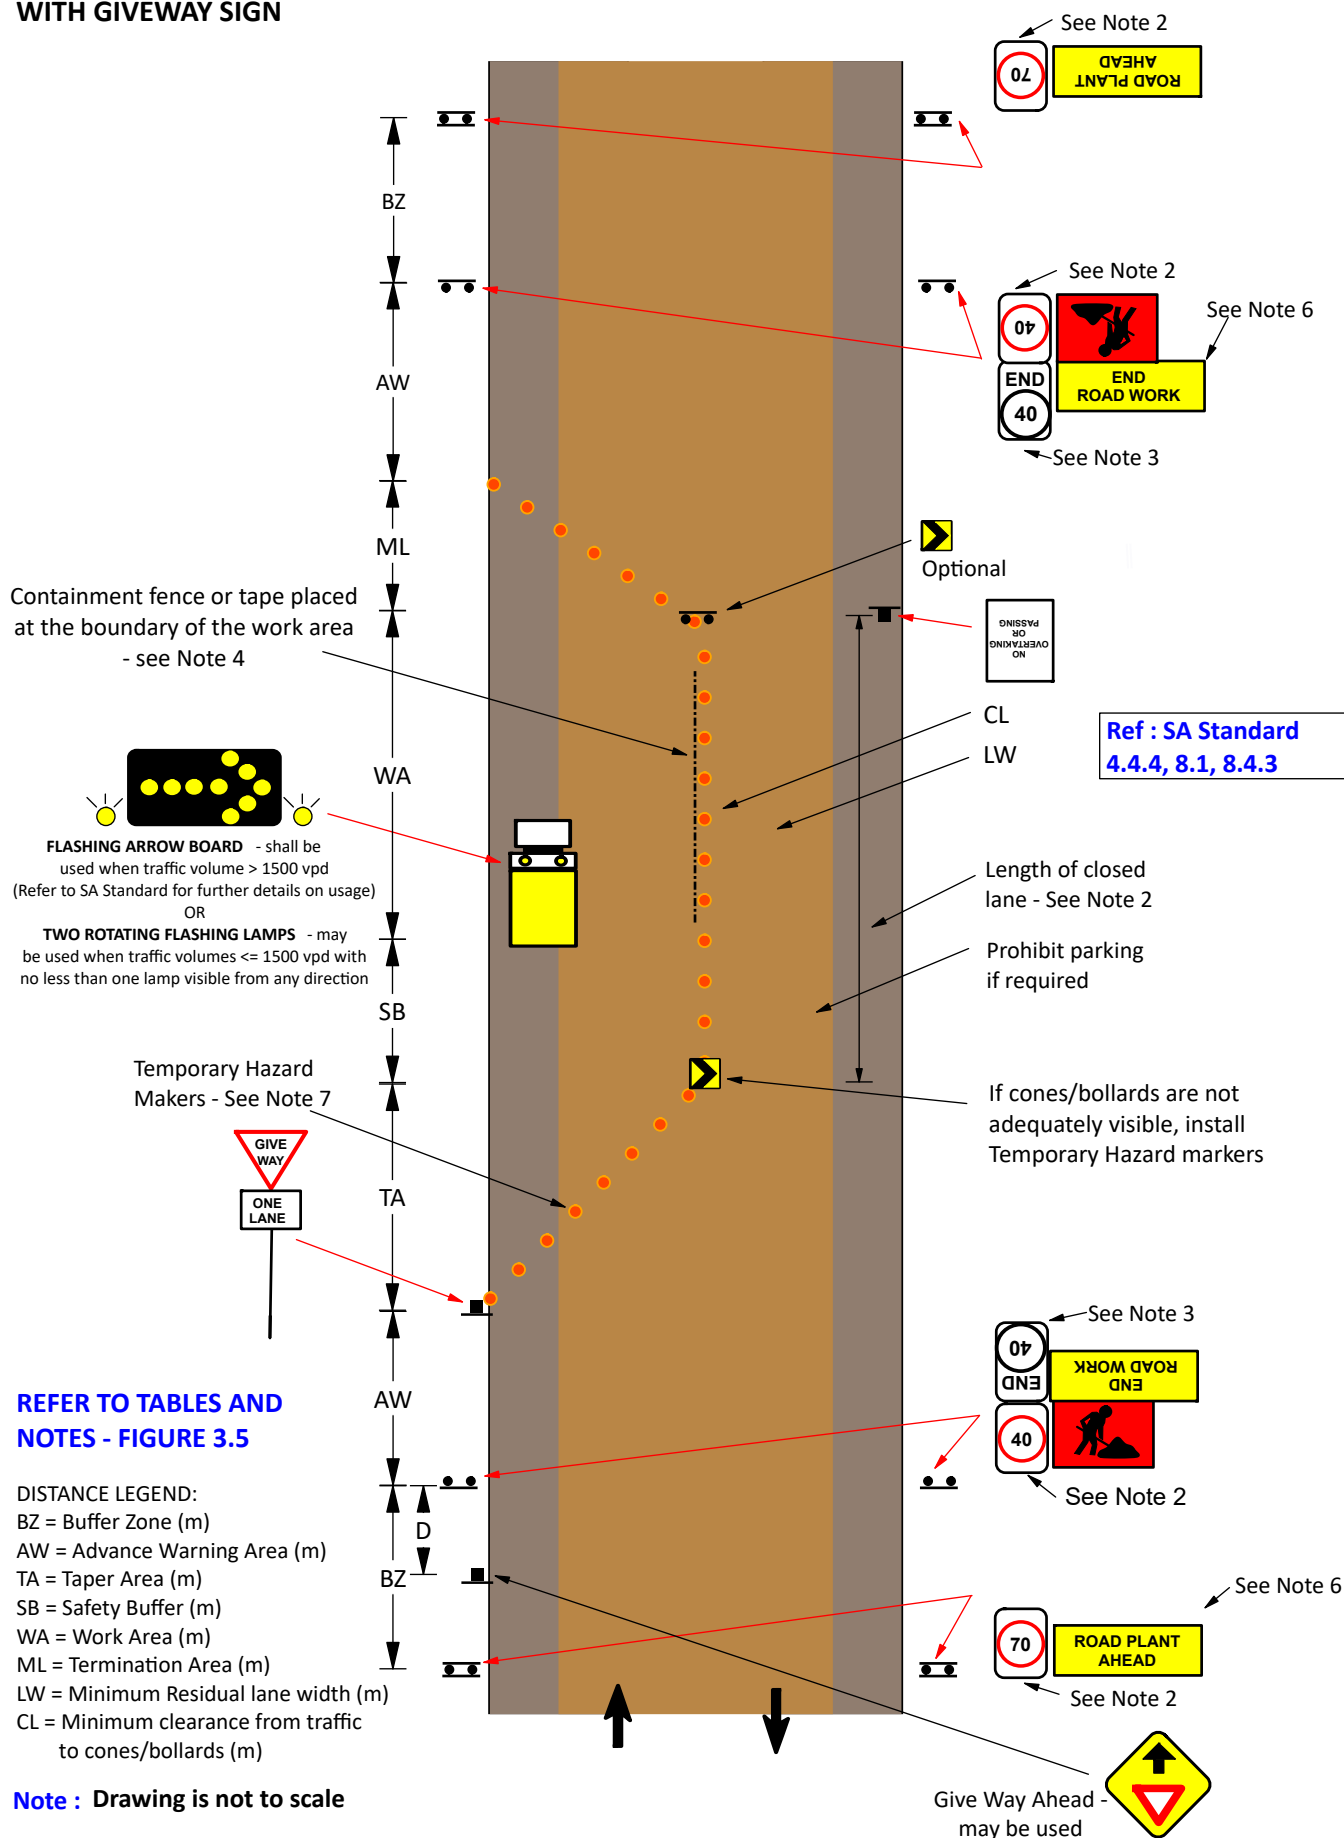 WITH GIVEWAY SIGN
See Note 2
70
ROAD PLANT
AHEAD
BZ
See Note 2
40
See Note 6
END
ROAD WORK
END
40
See Note 3
AW
ML
Optional
Containment fence or tape placed
at the boundary of the work area
- see Note 4
NO
OVERTAKING
OR
PASSING
CL
LW
Ref : SA Standard
4.4.4, 8.1, 8.4.3
WA
FLASHING ARROW BOARD - shall be
used when traffic volume > 1500 vpd
(Refer to SA Standard for further details on usage)
OR
TWO ROTATING FLASHING LAMPS - may
be used when traffic volumes <= 1500 vpd with
no less than one lamp visible from any direction
Length of closed
lane - See Note 2
Prohibit parking
if required
SB
Temporary Hazard
Makers - See Note 7
If cones/bollards are not
adequately visible, install
Temporary Hazard markers
GIVE
WAY
ONE
LANE
TA
See Note 3
40
END
END
ROAD WORK
40
See Note 2
AW
REFER TO TABLES AND
NOTES - FIGURE 3.5
DISTANCE LEGEND:
BZ = Buffer Zone (m)
AW = Advance Warning Area (m)
TA = Taper Area (m)
SB = Safety Buffer (m)
WA = Work Area (m)
ML = Termination Area (m)
LW = Minimum Residual lane width (m)
CL = Minimum clearance from traffic
to cones/bollards (m)
D
BZ
See Note 6
70
ROAD PLANT
AHEAD
See Note 2
Note : Drawing is not to scale
Give Way Ahead -
may be used